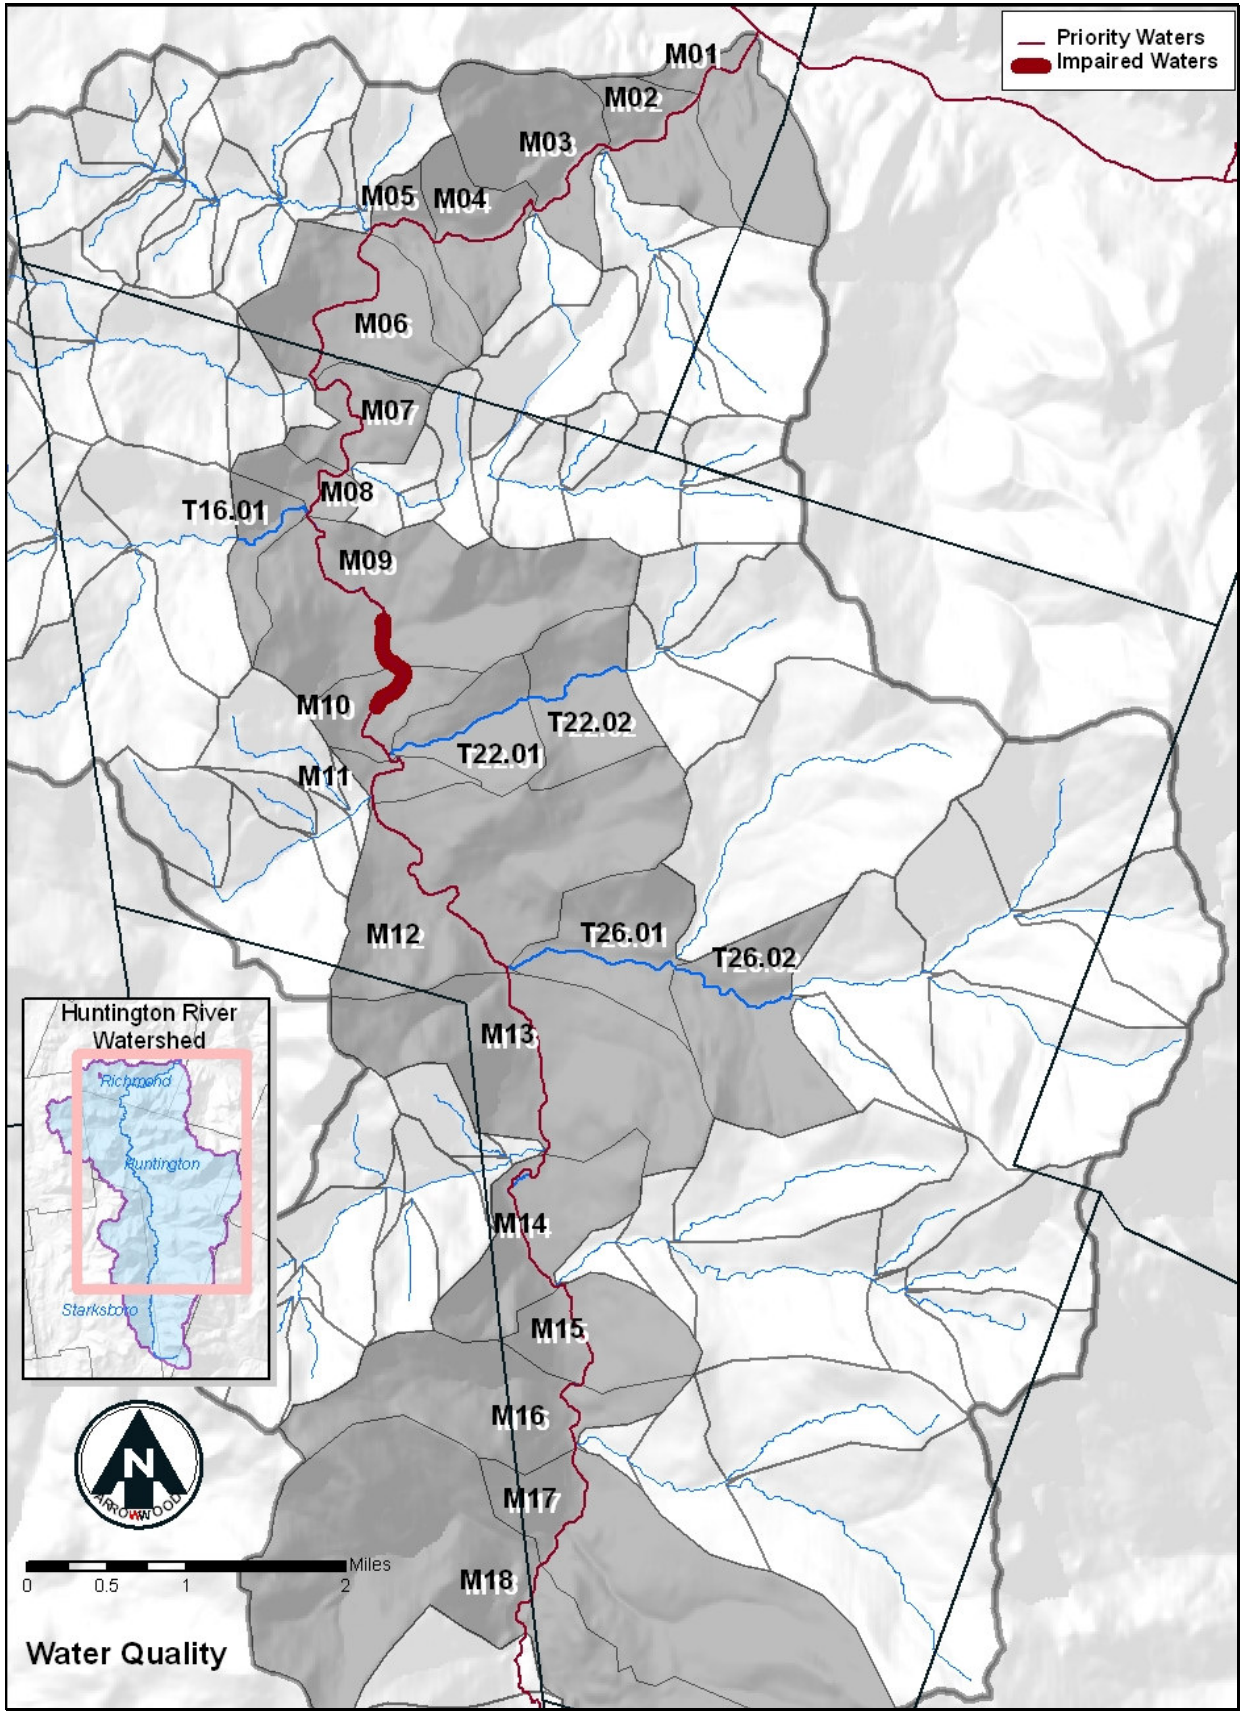 Priority Waters
Impaired Waters
M01
M02
M03
M05
M04
M06
M07
M08
T16.01
M09
M10
T22.02
T22.01
M11
M12
T26.01
T26.02
M13
M14
M15
M16
M17
M18
Huntington River
Watershed
Richmond
Huntington
Starksboro
N
ARROWWOOD
Miles
0 0.5 1 2
Water Quality